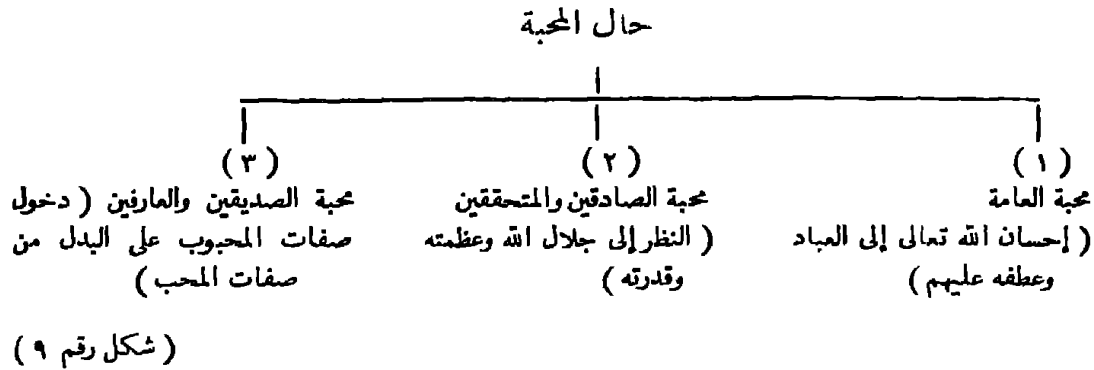 حال المحبة
( ١ )
محبة العامة
( إحسان الله تعالى إلى العباد
وعطفه عليهم )
( ٢ )
محبة الصادقين والمتحققين
( النظر إلى جلال الله وعظمته
وقدرته )
( ٣ )
محبة الصديقين والعارفين ( دخول
صفات المحبوب على البدل من
صفات المحب )
( شكل رقم ٩ )